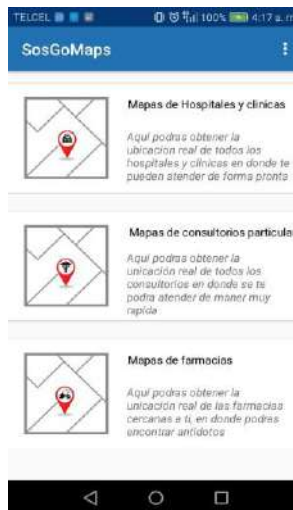 TELCEL 100% 4:17 a. m
SosGoMaps
Mapas de Hospitales y clinicas
Aquí podras obtener la
ubicacion real de todos los
hospitales y clinicas en donde te
pueden atender de forma pronta
Mapas de consultorios particula
Aquí podras obtener la
unicación real de todos los
consultorios en donde se te
podra atender de maner muy
rapida
Mapas de farmacias
Aquí podras obtener la
unicación real de las farmacias
cercanas a ti, en donde podras
encontrar antidotos